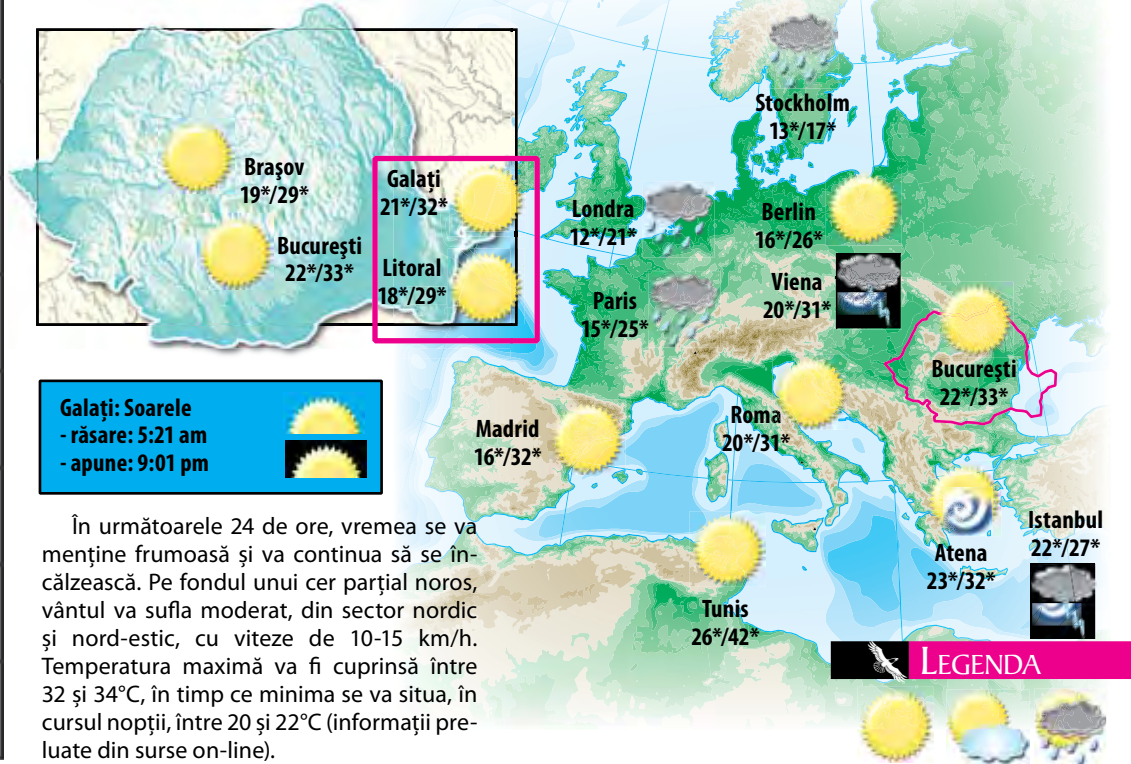 Brașov
19*/29*
București
22*/33*
Galați
21*/32*
Litoral
18*/29*
Stockholm
13*/17*
Londra
12*/21*
Berlin
16*/26*
Viena
20*/31*
Paris
15*/25*
București
22*/33*
Madrid
16*/32*
Roma
20*/31*
Atena
23*/32*
Istanbul
22*/27*
Tunis
26*/42*
Galați: Soarele
- răsare: 5:21 am
- apune: 9:01 pm
În următoarele 24 de ore, vremea se va
menține frumoasă și va continua să se în-
călzească. Pe fondul unui cer parțial noros,
vântul va sufla moderat, din sector nordic
și nord-estic, cu viteze de 10-15 km/h.
Temperatura maximă va fi cuprinsă între
32 și 34°C, în timp ce minima se va situa, în
cursul nopții, între 20 și 22°C (informații pre-
luate din surse on-line).
LEGENDA